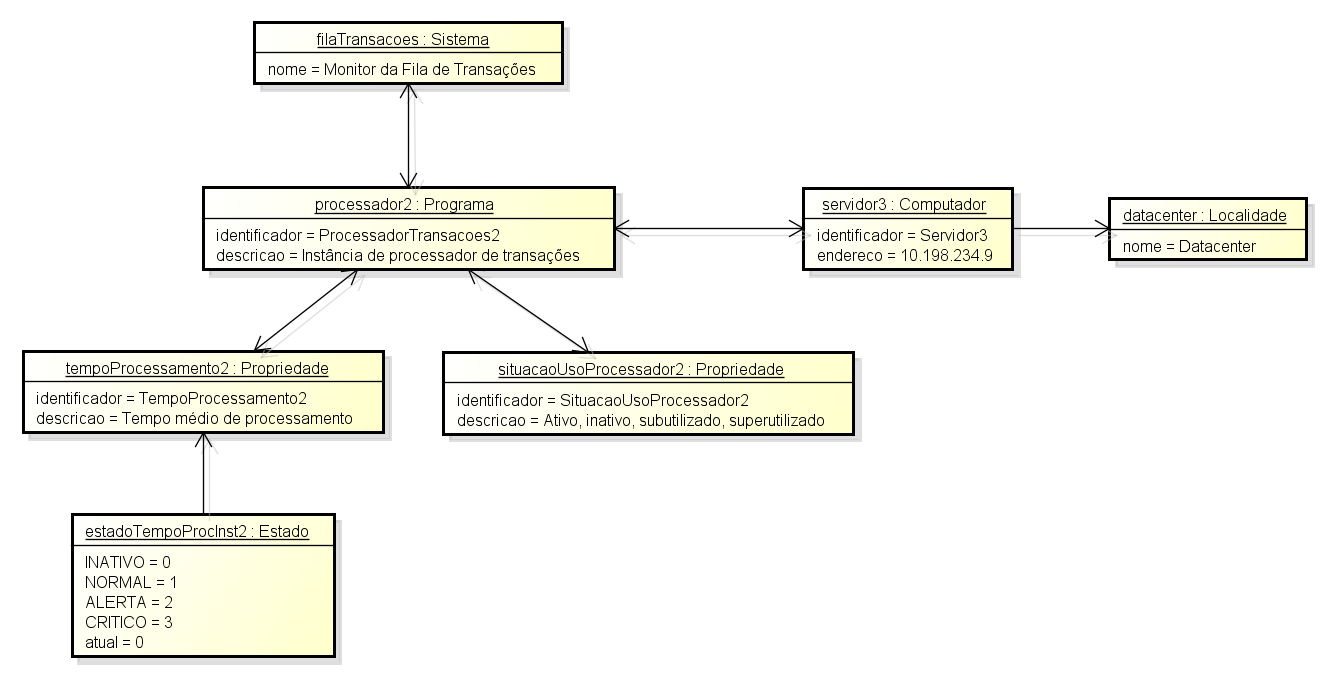 filaTransacoes : Sistema
nome = Monitor da Fila de Transações
processador2 : Programa
identificador = ProcessadorTransacoes2
descricao = Instância de processador de transações
servidor3 : Computador
identificador = Servidor3
endereco = 10.198.234.9
datacenter : Localidade
nome = Datacenter
tempoProcessamento2 : Propriedade
identificador = TempoProcessamento2
descricao = Tempo médio de processamento
situacaoUsoProcessador2 : Propriedade
identificador = SituacaoUsoProcessador2
descricao = Ativo, inativo, subutilizado, superutilizado
estadoTempoProcInst2 : Estado
INATIVO = 0
NORMAL = 1
ALERTA = 2
CRITICO = 3
atual = 0